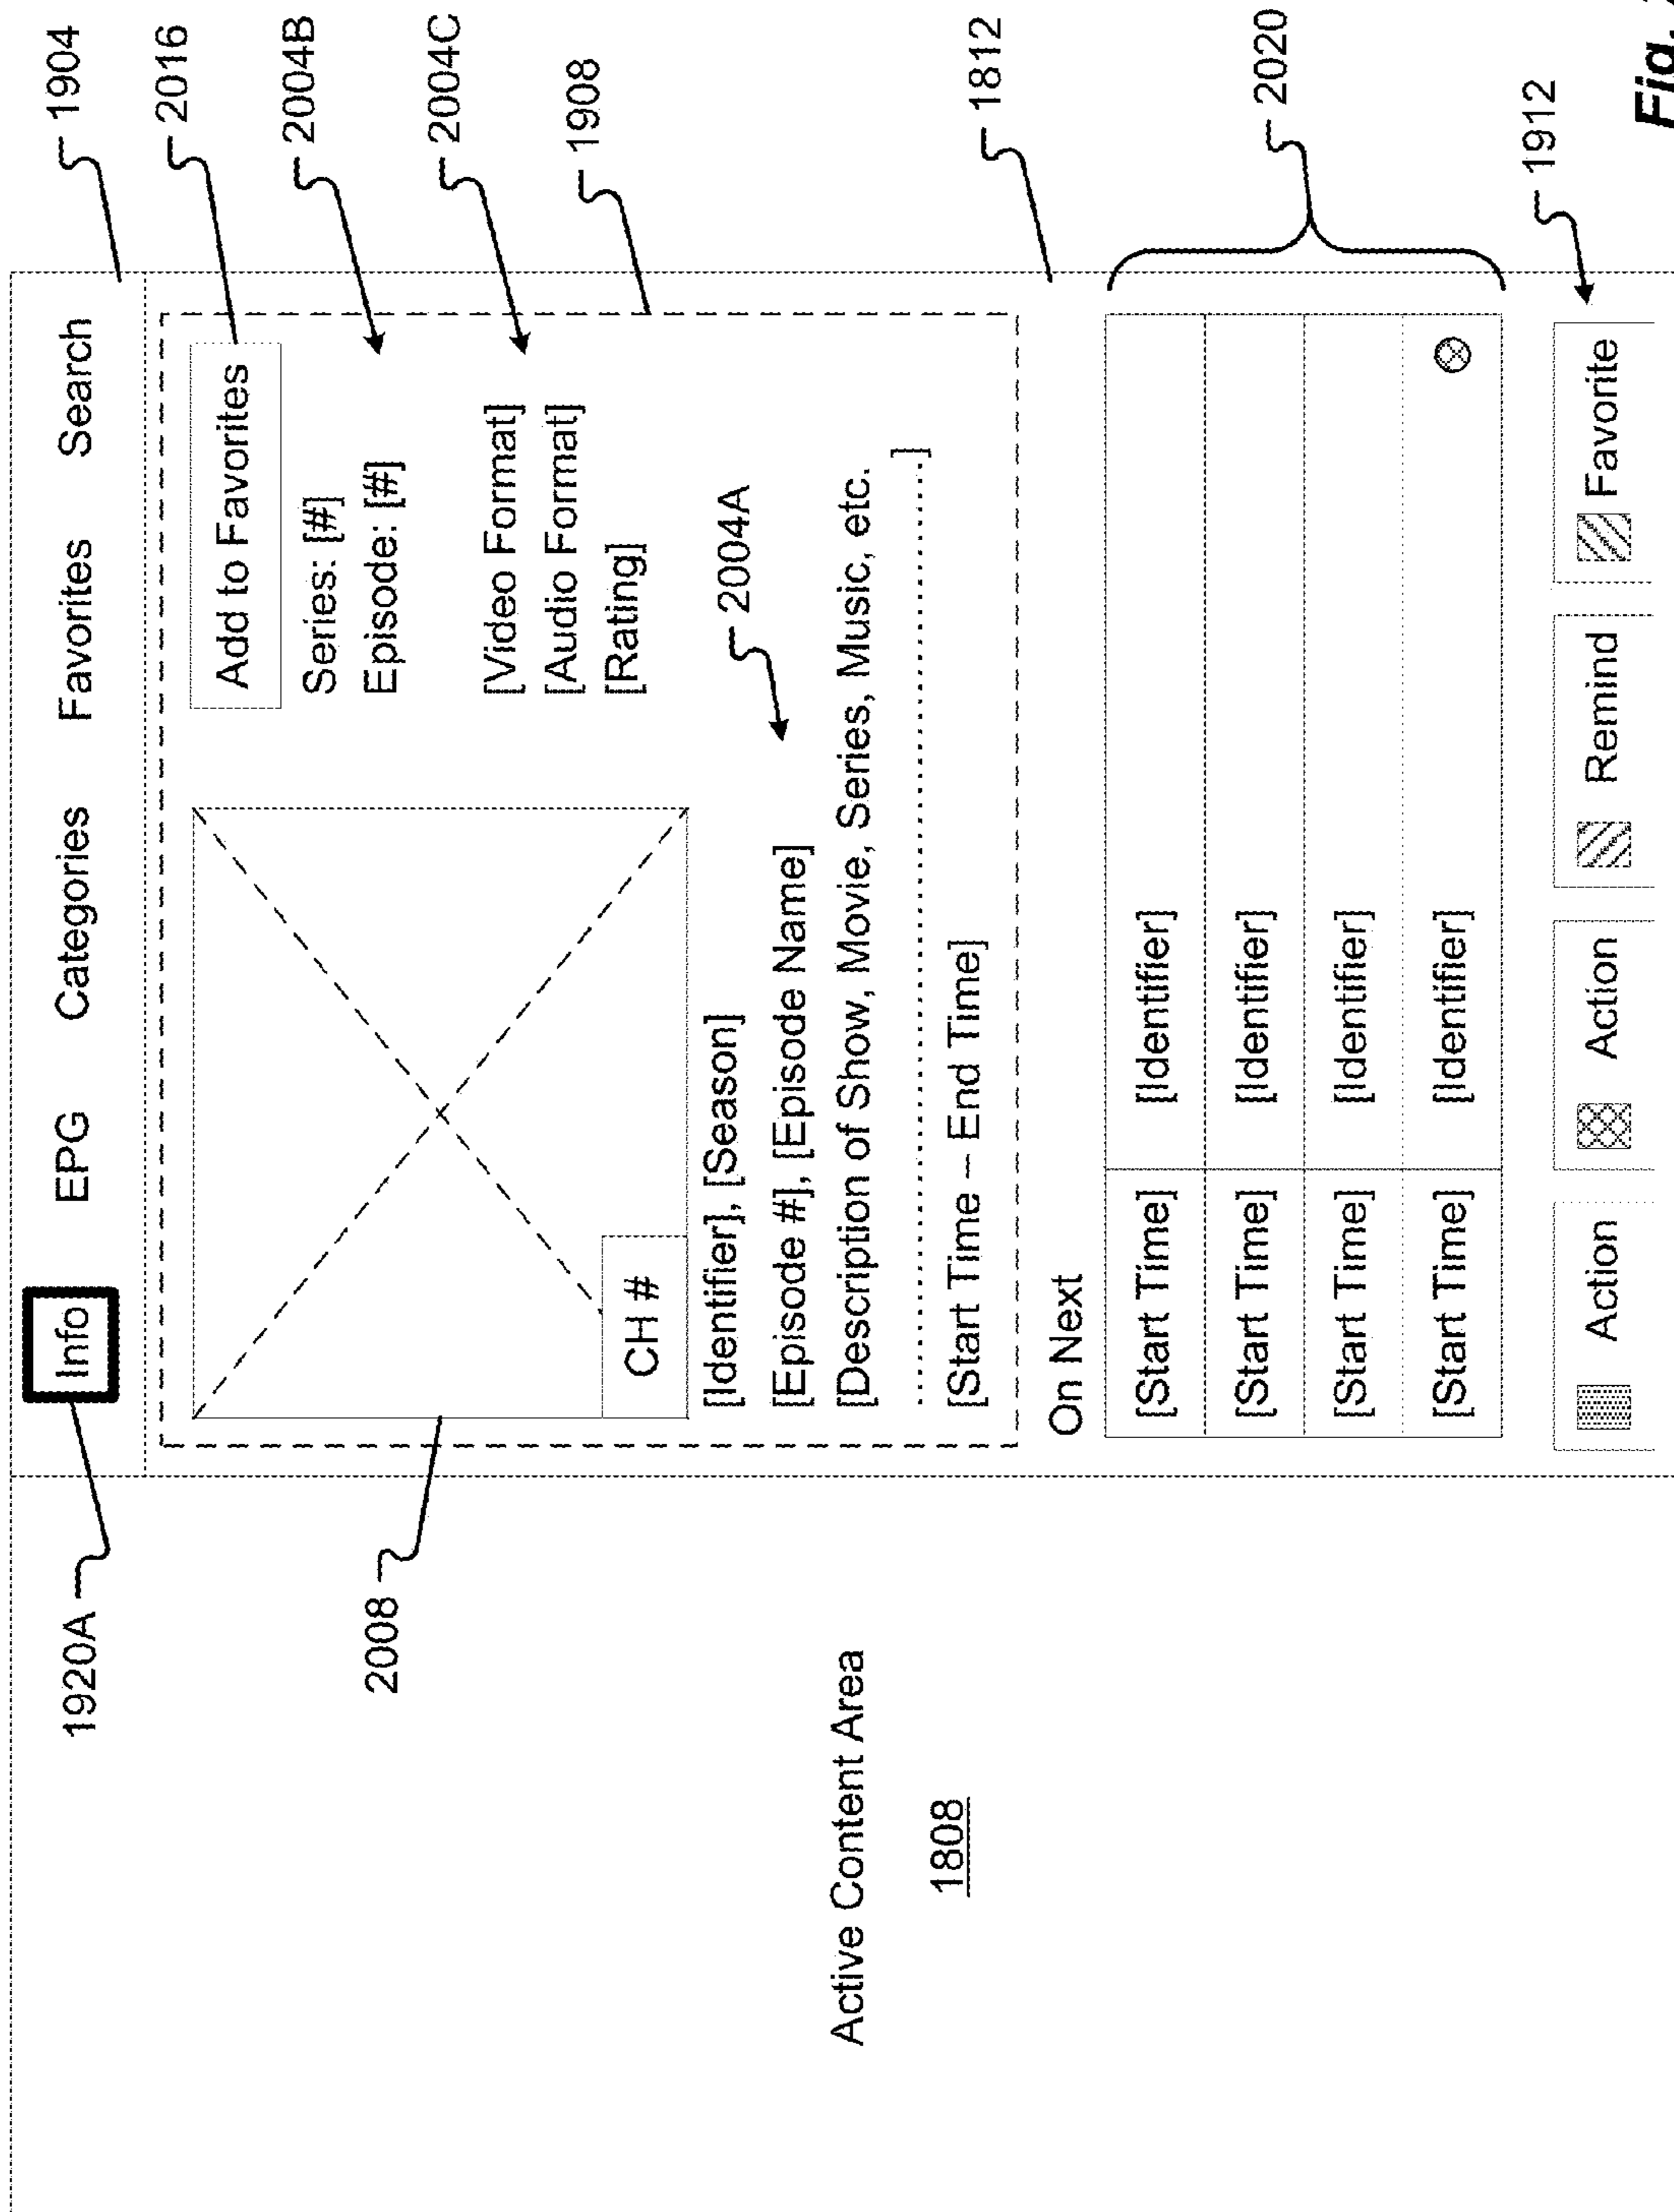 Info EPG Categories Favorites Search
1904
1920A
2016
Add to Favorites
2004B
Series: [#]
Episode: [#]
2004C
[Video Format]
[Audio Format]
[Rating]
1908
2008
CH #
2004A
[Identifier], [Season]
[Episode #], [Episode Name]
[Description of Show, Movie, Series, Music, etc.
]
[Start Time -- End Time]
Active Content Area
1808
1812
On Next
[Start Time] [Identifier]
[Start Time] [Identifier]
[Start Time] [Identifier]
[Start Time] [Identifier]
2020
Action Action Remind Favorite
1912
Fig.